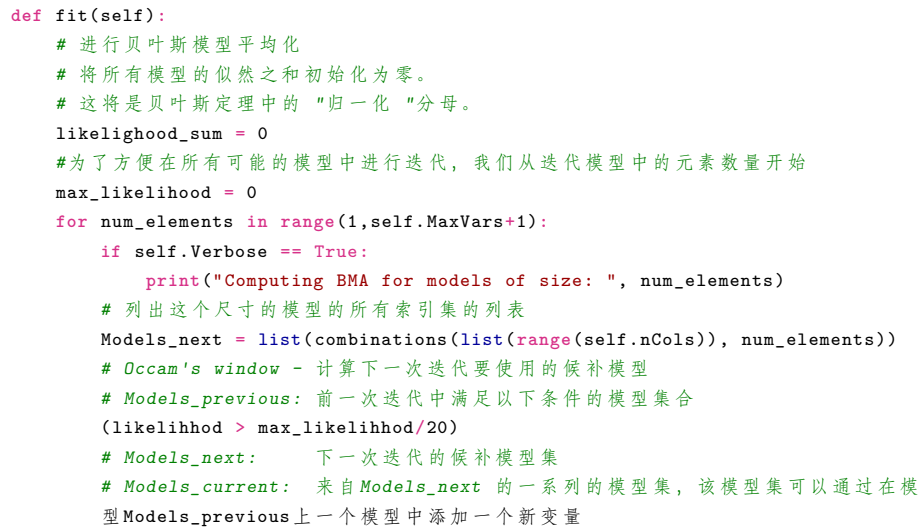 def fit(self):
# 进行贝叶斯模型平均化
# 将所有模型的似然之和初始化为零。
# 这将是贝叶斯定理中的 "归一化 "分母。
likelighood_sum = 0
#为了方便在所有可能的模型中进行迭代, 我们从迭代模型中的元素数量开始
max_likelihood = 0
for num_elements in range(1,self.MaxVars+1):
if self.Verbose == True:
print("Computing BMA for models of size: ", num_elements)
# 列出这个尺寸的模型的所有索引集的列表
Models_next = list(combinations(list(range(self.nCols)), num_elements))
# Occam's window - 计算下一次迭代要使用的候补模型
# Models_previous: 前一次迭代中满足以下条件的模型集合
(likelihhod > max_likelihhod/20)
# Models_next: 下一次迭代的候补模型集
# Models_current: 来自Models_next 的一系列的模型集, 该模型集可以通过在模
型Models_previous上一个模型中添加一个新变量